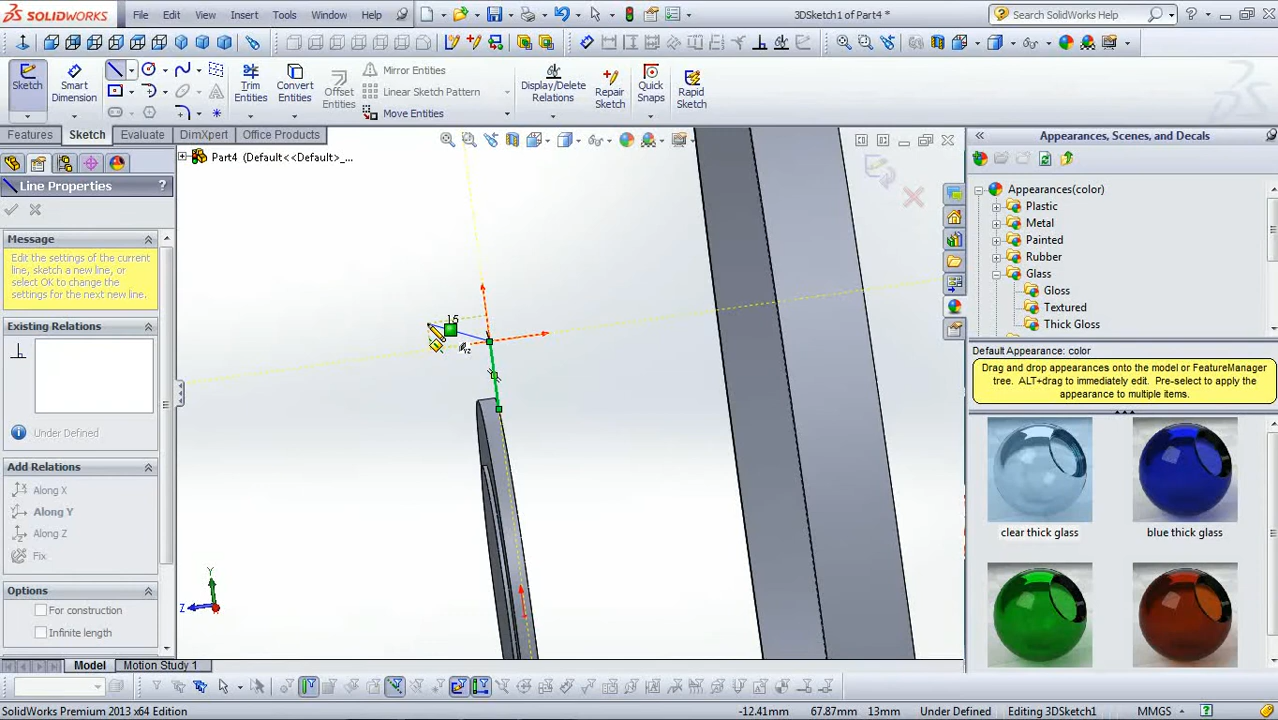 SOLIDWORKS File Edit View Insert Tools Window Help 3DSketch1 of Part4 * Search SolidWorks Help
Sketch Smart Dimension Trim Entities Convert Entities Offset Entities Mirror Entities Linear Sketch Pattern Move Entities Display/Delete Relations Repair Sketch Quick Snaps Rapid Sketch
Features Sketch Evaluate DimXpert Office Products
Appearances, Scenes, and Decals
Part4 (Default<<Default>_...
Line Properties ?
Message
Edit the settings of the current
line, sketch a new line, or
select OK to change the
settings for the next new line.
Existing Relations
Under Defined
Add Relations
Along X
Along Y
Along Z
Fix
Options
For construction
Infinite length
15
YZ
Y
Z
Appearances(color)
Plastic
Metal
Painted
Rubber
Glass
Gloss
Textured
Thick Gloss
Default Appearance: color
Drag and drop appearances onto the model or FeatureManager
tree. ALT+drag to immediately edit. Pre-select to apply the
appearance to multiple items.
clear thick glass
blue thick glass
Model Motion Study 1
SolidWorks Premium 2013 x64 Edition -12.41mm 67.87mm 13mm Under Defined Editing 3DSketch1 MMGS